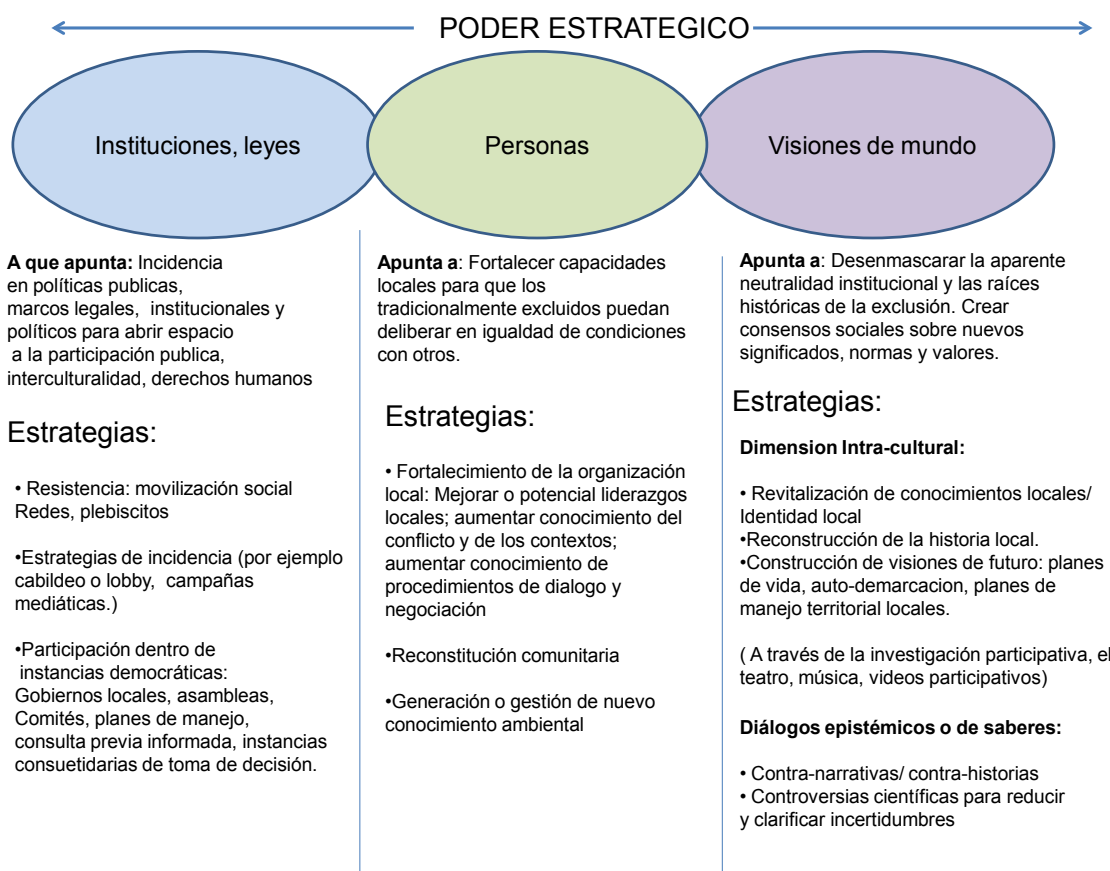 PODER ESTRATEGICO
Instituciones, leyes
Personas
Visiones de mundo
A que apunta: Incidencia
en políticas publicas,
marcos legales, institucionales y
políticos para abrir espacio
a la participación publica,
interculturalidad, derechos humanos
Estrategias:
• Resistencia: movilización social
Redes, plebiscitos
•Estrategias de incidencia (por ejemplo
cabildeo o lobby, campañas
mediáticas.)
•Participación dentro de
instancias democráticas:
Gobiernos locales, asambleas,
Comités, planes de manejo,
consulta previa informada, instancias
consuetidarias de toma de decisión.
Apunta a: Fortalecer capacidades
locales para que los
tradicionalmente excluidos puedan
deliberar en igualdad de condiciones
con otros.
Estrategias:
• Fortalecimiento de la organización
local: Mejorar o potencial liderazgos
locales; aumentar conocimiento del
conflicto y de los contextos;
aumentar conocimiento de
procedimientos de dialogo y
negociación
•Reconstitución comunitaria
•Generación o gestión de nuevo
conocimiento ambiental
Apunta a: Desenmascarar la aparente
neutralidad institucional y las raíces
históricas de la exclusión. Crear
consensos sociales sobre nuevos
significados, normas y valores.
Estrategias:
Dimension Intra-cultural:
• Revitalización de conocimientos locales/
Identidad local
•Reconstrucción de la historia local.
•Construcción de visiones de futuro: planes
de vida, auto-demarcacion, planes de
manejo territorial locales.
( A través de la investigación participativa, el
teatro, música, videos participativos)
Diálogos epistémicos o de saberes:
• Contra-narrativas/ contra-historias
• Controversias científicas para reducir
y clarificar incertidumbres